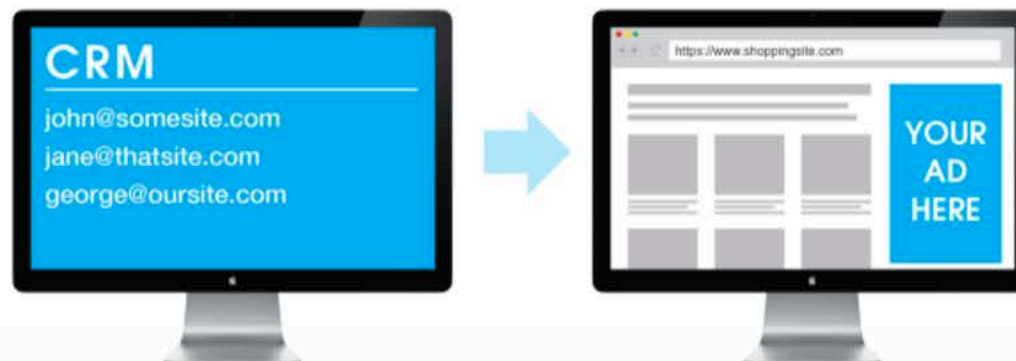 CRM
john@somesite.com
jane@thatsite.com
george@oursite.com
https://www.shoppingsite.com
YOUR
AD
HERE